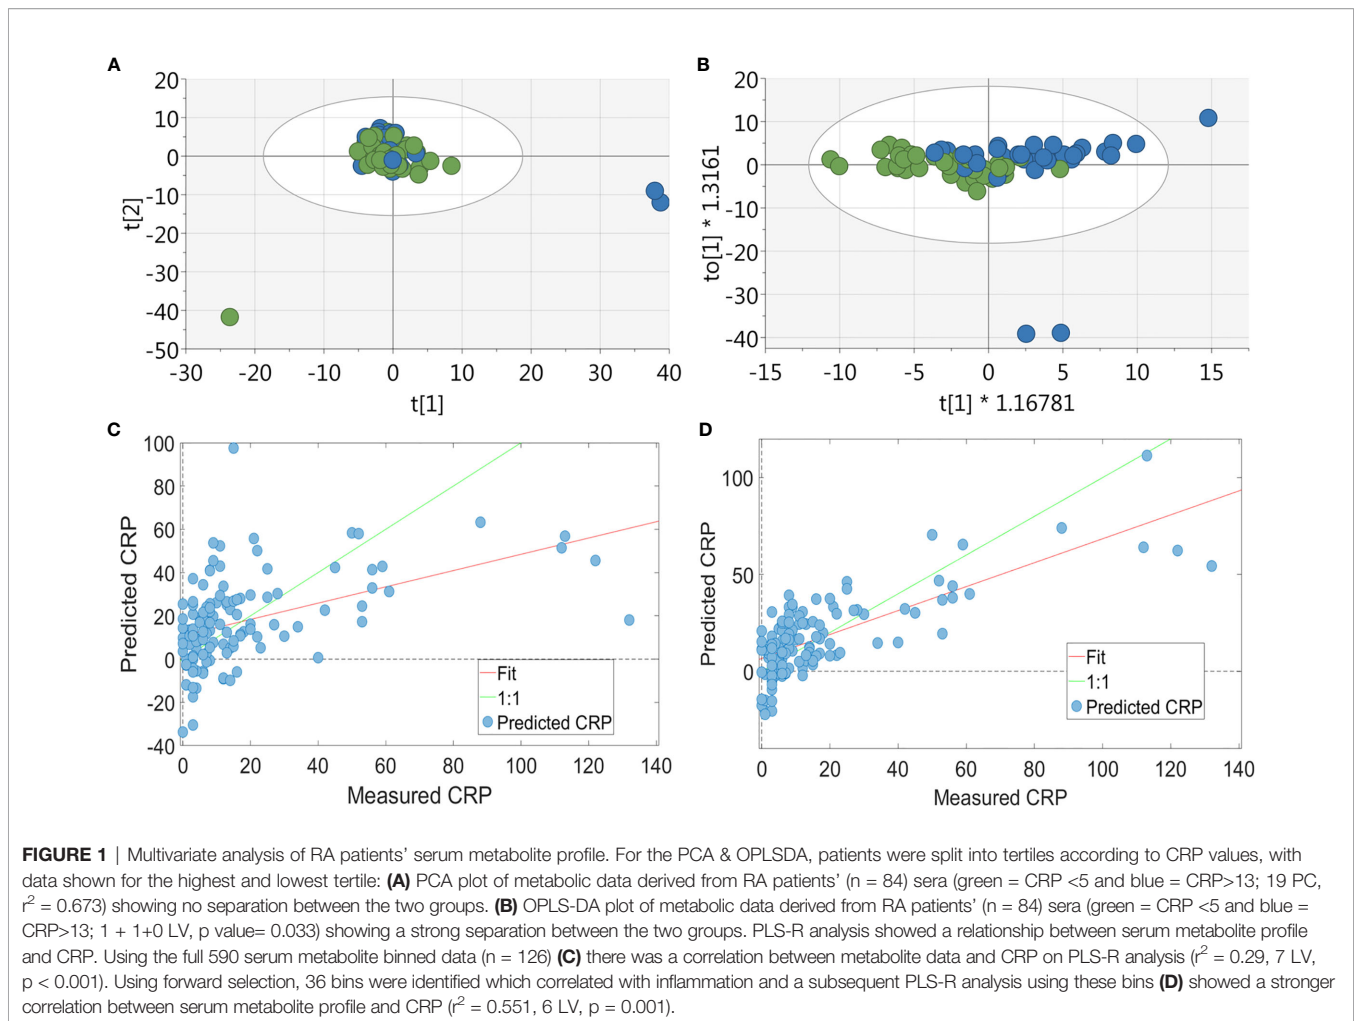 A
20
10
0
-10
-20
-30
-40
-50
t[2]
-30
-20
-10
0
10
20
30
40
t[1]
B
20
10
0
-10
-20
-30
-40
to[1] * 1.3161
-15
-10
-5
0
5
10
15
t[1] * 1.16781
C
100
80
60
40
20
0
-20
-40
Predicted CRP
Fit
1:1
Predicted CRP
0
20
40
60
80
100
120
140
Measured CRP
D
100
50
0
Predicted CRP
Fit
1:1
Predicted CRP
0
20
40
60
80
100
120
140
Measured CRP
FIGURE 1 | Multivariate analysis of RA patients’ serum metabolite profile. For the PCA & OPLSDA, patients were split into tertiles according to CRP values, with
data shown for the highest and lowest tertile: (A) PCA plot of metabolic data derived from RA patients’ (n = 84) sera (green = CRP <5 and blue = CRP>13; 19 PC,
r² = 0.673) showing no separation between the two groups. (B) OPLS-DA plot of metabolic data derived from RA patients’ (n = 84) sera (green = CRP <5 and blue =
CRP>13; 1 + 1+0 LV, p value= 0.033) showing a strong separation between the two groups. PLS-R analysis showed a relationship between serum metabolite profile
and CRP. Using the full 590 serum metabolite binned data (n = 126) (C) there was a correlation between metabolite data and CRP on PLS-R analysis (r² = 0.29, 7 LV,
p < 0.001). Using forward selection, 36 bins were identified which correlated with inflammation and a subsequent PLS-R analysis using these bins (D) showed a stronger
correlation between serum metabolite profile and CRP (r² = 0.551, 6 LV, p = 0.001).